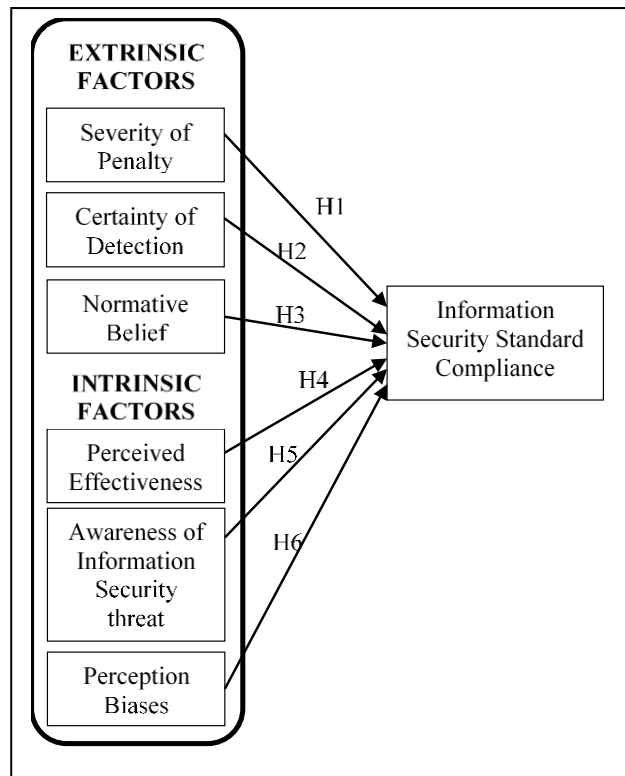 EXTRINSIC
FACTORS
Severity of
Penalty
Certainty of
Detection
Normative
Belief
INTRINSIC
FACTORS
Perceived
Effectiveness
Awareness of
Information
Security
threat
Perception
Biases
H1
H2
H3
H4
H5
H6
Information
Security Standard
Compliance